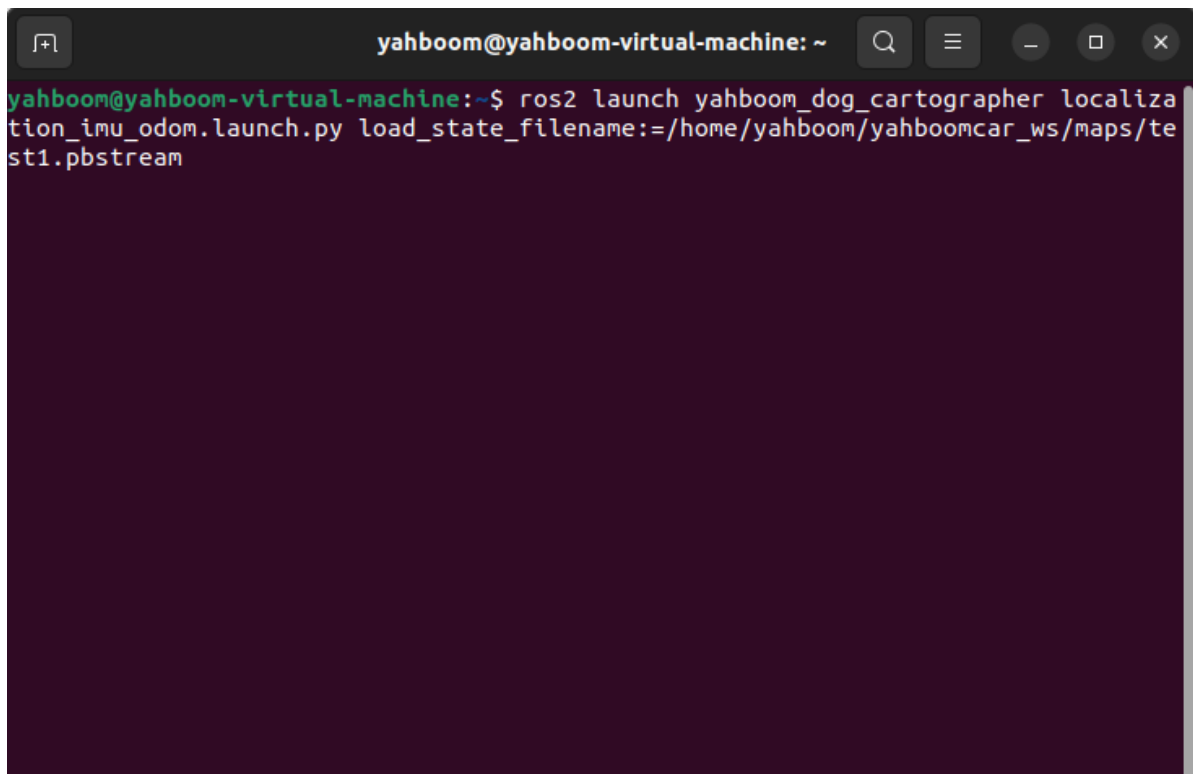 yahboom@yahboom-virtual-machine: ~
yahboom@yahboom-virtual-machine:~$ ros2 launch yahboom_dog_cartographer localiza
tion_imu_odom.launch.py load_state_filename:=/home/yahboom/yahboomcar_ws/maps/te
st1.pbstream